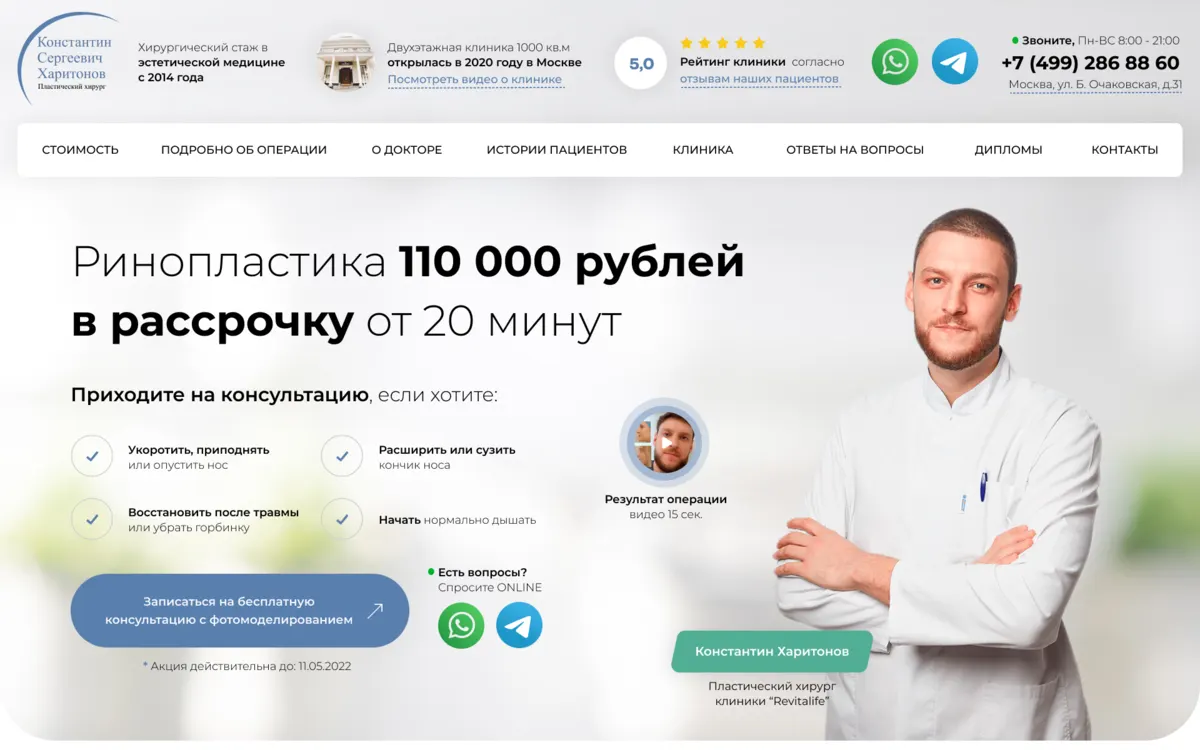 Константин
Сергеевич
Харитонов
Пластический хирург
Хирургический стаж в
эстетической медицине
с 2014 года
Двухэтажная клиника 1000 кв.м
открылась в 2020 году в Москве
Посмотреть видео о клинике
5,0
Рейтинг клиники согласно
отзывам наших пациентов
Звоните, Пн-ВС 8:00 - 21:00
+7 (499) 286 88 60
Москва, ул. Б. Очаковская, д.31
СТОИМОСТЬ
ПОДРОБНО ОБ ОПЕРАЦИИ
О ДОКТОРЕ
ИСТОРИИ ПАЦИЕНТОВ
КЛИНИКА
ОТВЕТЫ НА ВОПРОСЫ
ДИПЛОМЫ
КОНТАКТЫ
Ринопластика 110 000 рублей
в рассрочку от 20 минут
Приходите на консультацию, если хотите:
Укоротить, приподнять
или опустить нос
Расширить или сузить
кончик носа
Восстановить после травмы
или убрать горбинку
Начать нормально дышать
Результат операции
видео 15 сек.
Записаться на бесплатную
консультацию с фотомоделированием
* Акция действительна до: 11.05.2022
Есть вопросы?
Спросите ONLINE
Константин Харитонов
Пластический хирург
клиники “Revitalife”